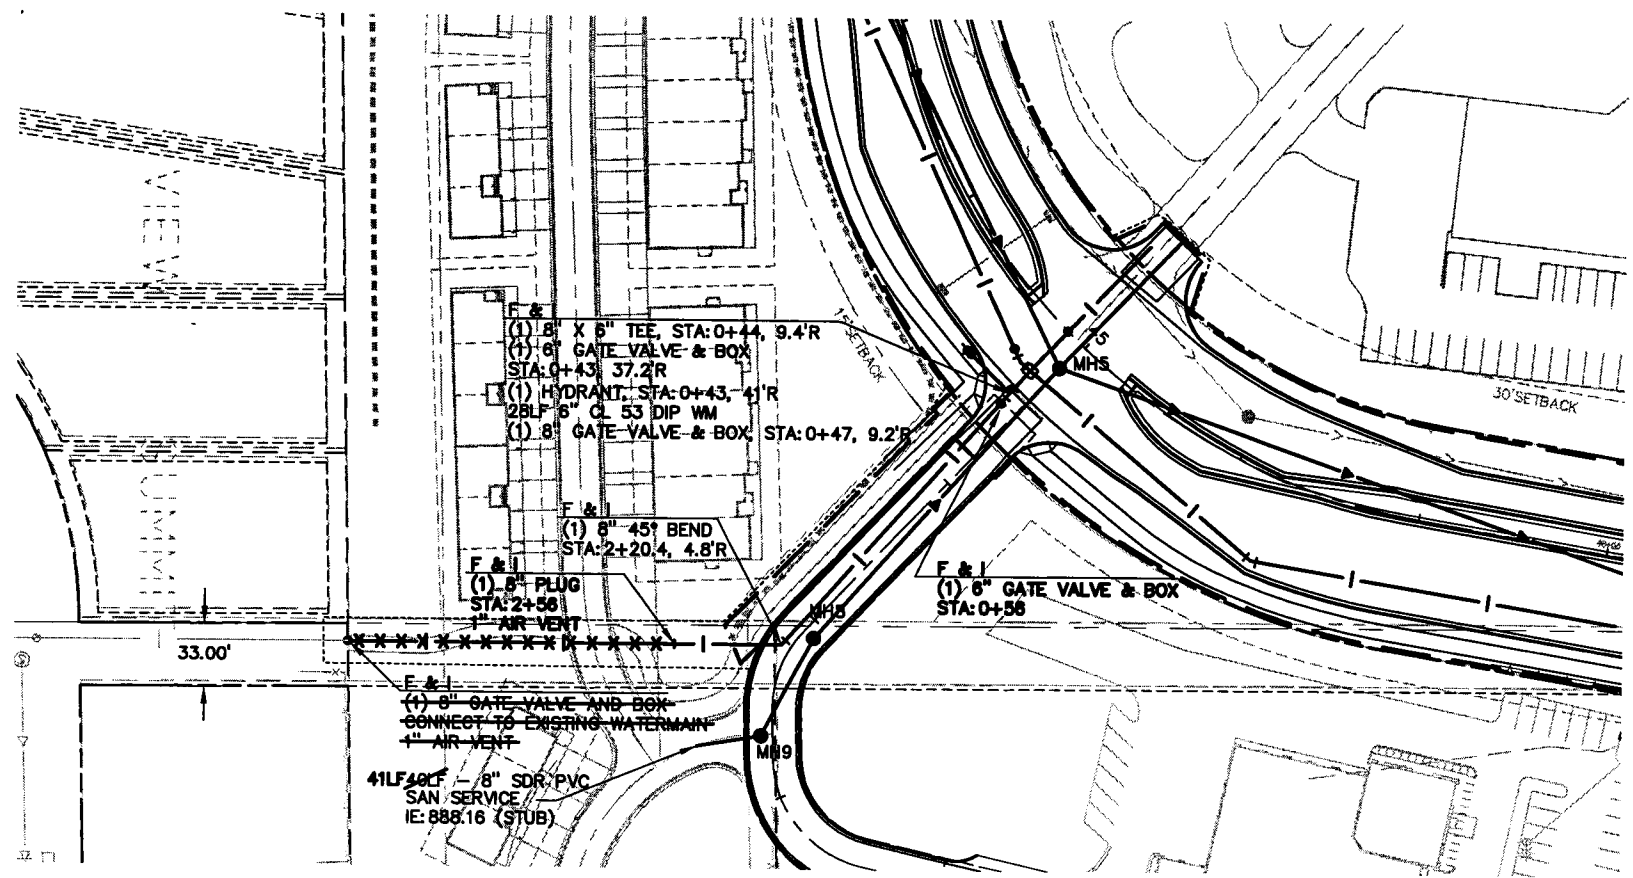 F &
(1) 8" X 6" TEE, STA: 0+44, 9.4'R
(1) 6" GATE VALVE & BOX
STA: 0+43, 37.2'R
(1) HYDRANT, STA: 0+43, 41'R
28LF 6" CL 53 DIP WM
(1) 8" GATE VALVE & BOX, STA: 0+47, 9.2'R
15'SETBACK
MH5
30'SETBACK
F & I
(1) 8" 45° BEND
STA: 2+20.4, 4.8'R
F & I
(1) 8" PLUG
STA: 2+56
1" AIR VENT
F & I
(1) 6" GATE VALVE & BOX
STA: 0+56
MH8
33.00'
F & I
(1) 8" GATE VALVE AND BOX
CONNECT TO EXISTING WATERMAIN
1" AIR VENT
MH9
41LF 40LF - 8" SDR PVC
SAN SERVICE
IE: 888.16 (STUB)
VIEW
S